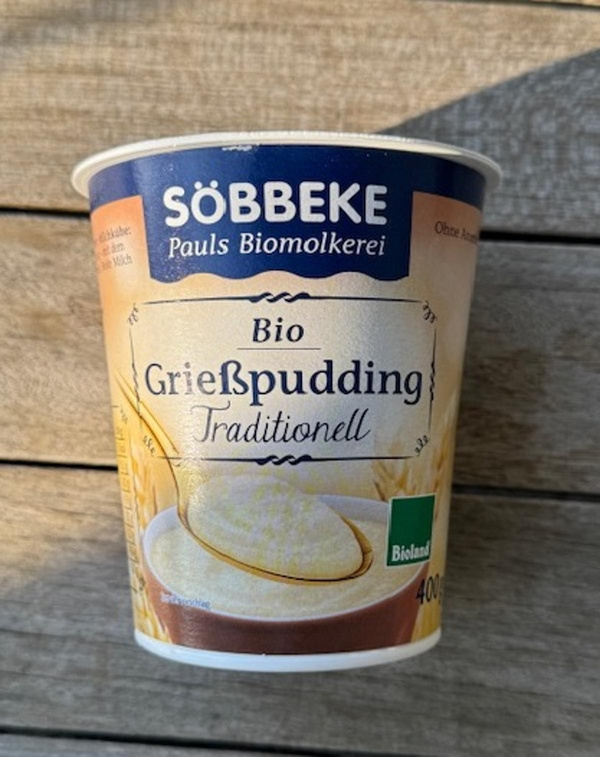 SÖBBEKE
Pauls Biomolkerei
Milch
Ohne
Bio
Grießpudding
Traditionell
Bioland
400 g